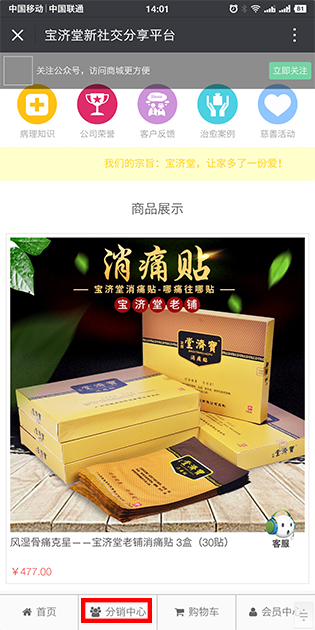 中国移动 中国联通 14:01 81
宝济堂新社交分享平台
关注公众号，访问商城更方便 立即关注
病理知识 公司荣誉 客户反馈 治愈案例 慈善活动
我们的宗旨：宝济堂，让家多了一份爱！
商品展示
消痛贴
宝济堂消痛贴-哪痛往哪贴
宝济堂老铺
寶濟堂
消痛贴
寶濟堂
客服
风湿骨痛克星——宝济堂老铺消痛贴 3盒（30贴）
￥477.00
首页 分销中心 购物车 会员中心